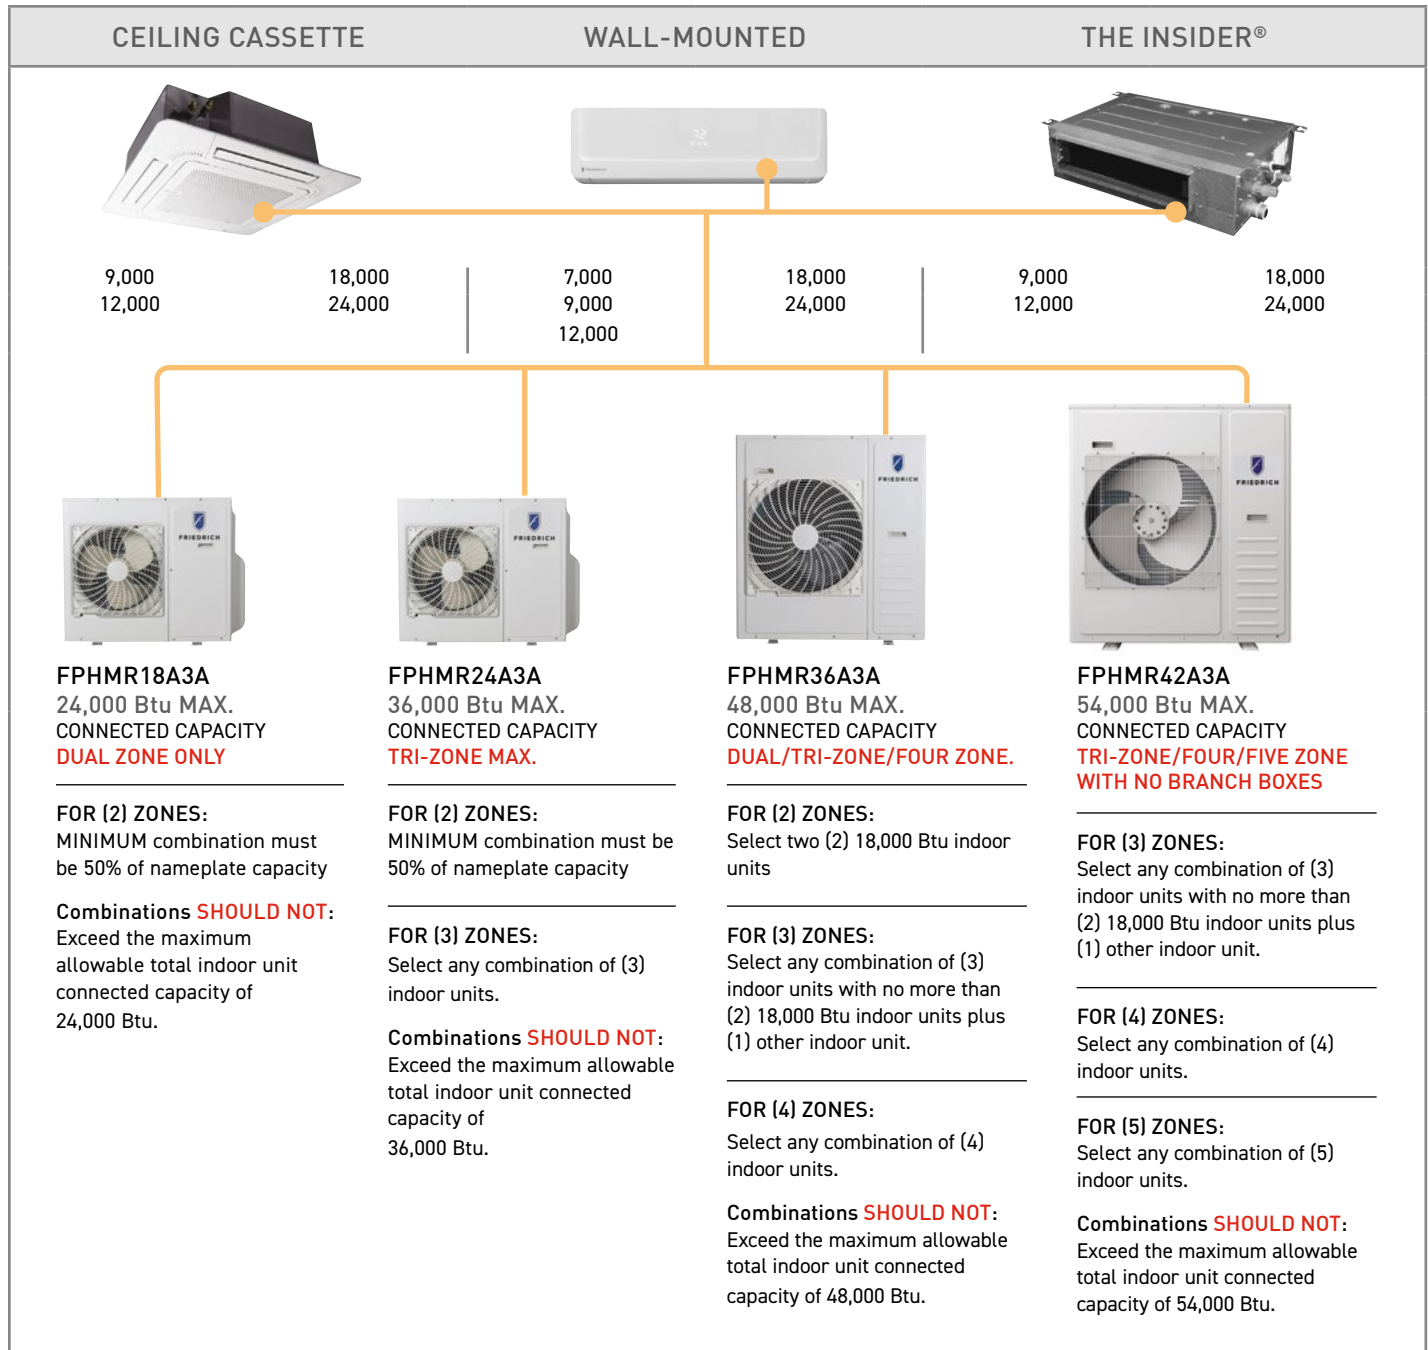 CEILING CASSETTE
WALL-MOUNTED
THE INSIDER®
72
9,000
18,000
12,000
24,000
7,000
18,000
9,000
24,000
12,000
9,000
18,000
12,000
24,000
FRIEDRICH
FRIEDRICH
FRIEDRICH
FRIEDRICH
FPHMR18A3A
24,000 Btu MAX.
CONNECTED CAPACITY
DUAL ZONE ONLY
FOR (2) ZONES:
MINIMUM combination must
be 50% of nameplate capacity
Combinations SHOULD NOT:
Exceed the maximum
allowable total indoor unit
connected capacity of
24,000 Btu.
FPHMR24A3A
36,000 Btu MAX.
CONNECTED CAPACITY
TRI-ZONE MAX.
FOR (2) ZONES:
MINIMUM combination must be
50% of nameplate capacity
FOR (3) ZONES:
Select any combination of (3)
indoor units.
Combinations SHOULD NOT:
Exceed the maximum allowable
total indoor unit connected
capacity of
36,000 Btu.
FPHMR36A3A
48,000 Btu MAX.
CONNECTED CAPACITY
DUAL/TRI-ZONE/FOUR ZONE.
FOR (2) ZONES:
Select two (2) 18,000 Btu indoor
units
FOR (3) ZONES:
Select any combination of (3)
indoor units with no more than
(2) 18,000 Btu indoor units plus
(1) other indoor unit.
FOR (4) ZONES:
Select any combination of (4)
indoor units.
Combinations SHOULD NOT:
Exceed the maximum allowable
total indoor unit connected
capacity of 48,000 Btu.
FPHMR42A3A
54,000 Btu MAX.
CONNECTED CAPACITY
TRI-ZONE/FOUR/FIVE ZONE
WITH NO BRANCH BOXES
FOR (3) ZONES:
Select any combination of (3)
indoor units with no more than
(2) 18,000 Btu indoor units plus
(1) other indoor unit.
FOR (4) ZONES:
Select any combination of (4)
indoor units.
FOR (5) ZONES:
Select any combination of (5)
indoor units.
Combinations SHOULD NOT:
Exceed the maximum allowable
total indoor unit connected
capacity of 54,000 Btu.